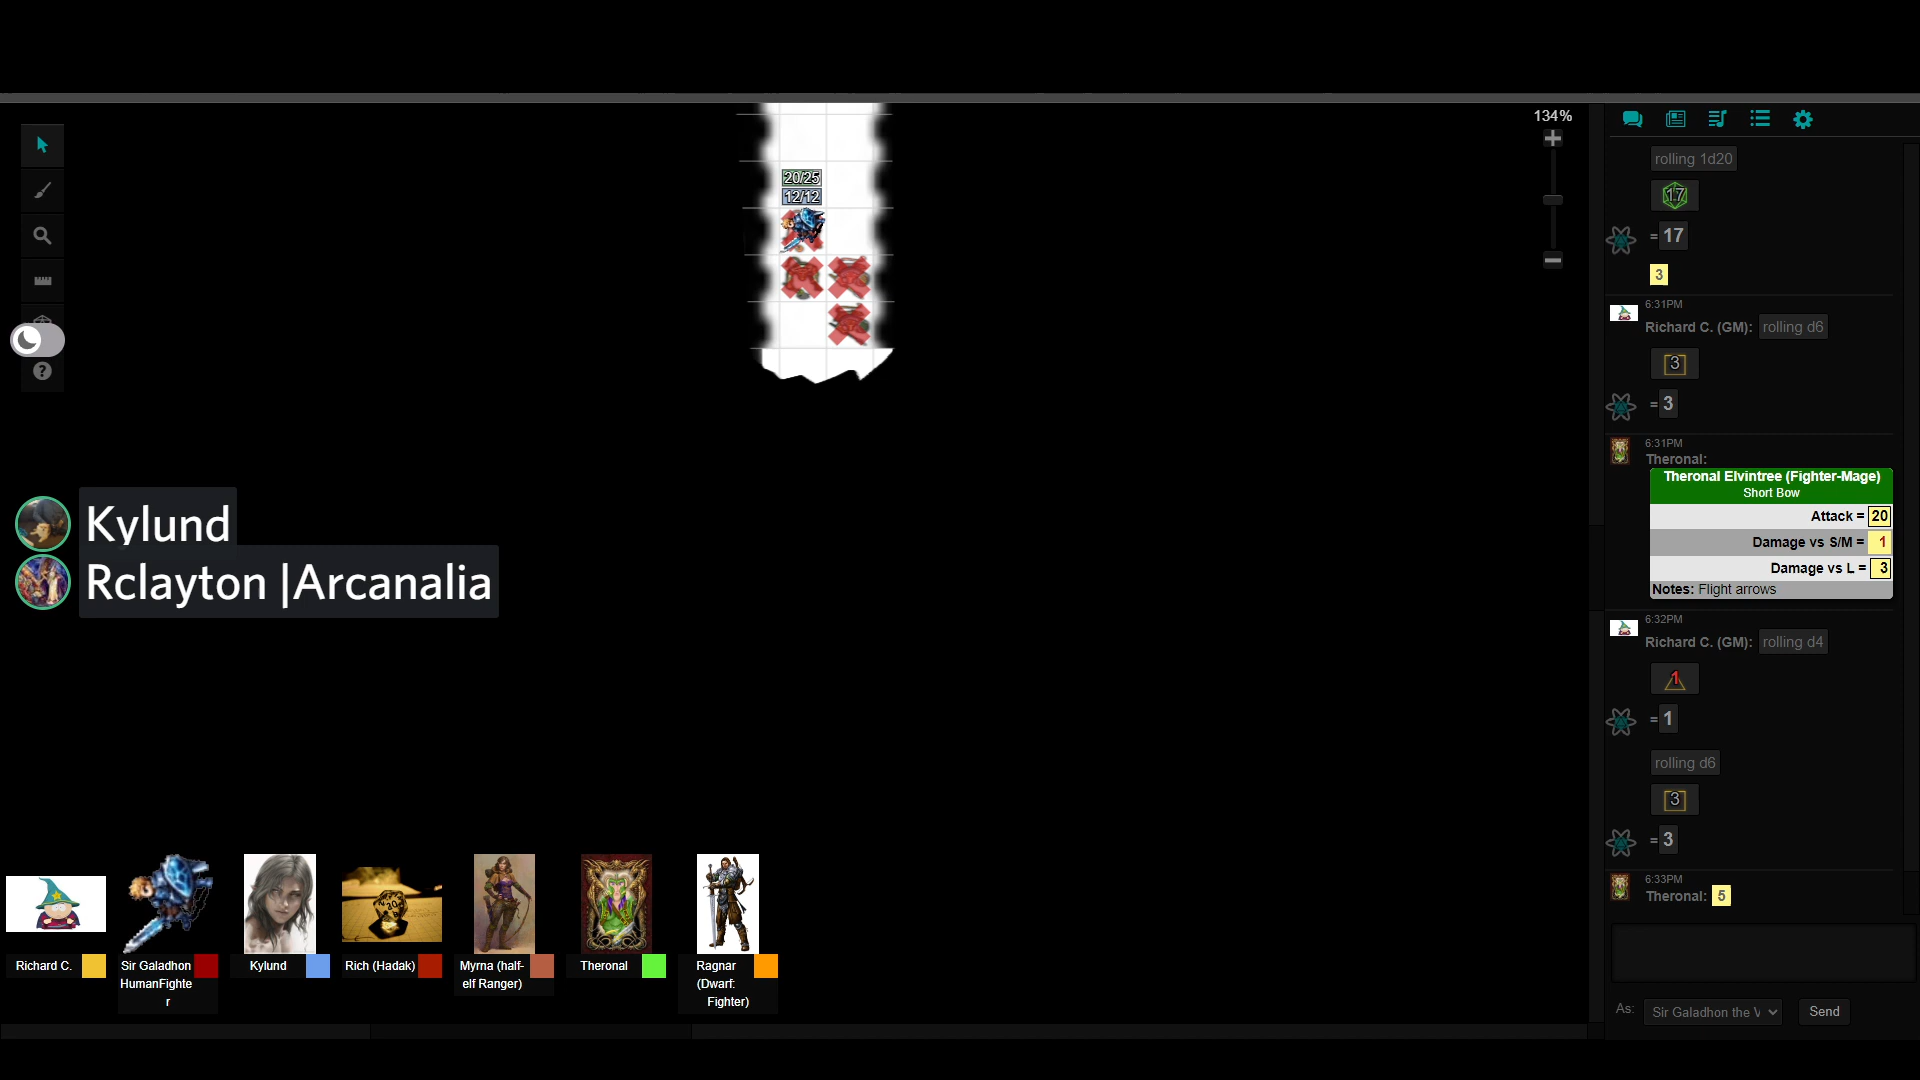 134%
20/25
12/12
rolling 1d20
17
=17
3
6:31PM
Richard C. (GM): rolling d6
3
=3
6:31PM
Theronal:
Theronal Elvintree (Fighter-Mage)
Short Bow
Attack = 20
Damage vs S/M = 1
Damage vs L = 3
Notes: Flight arrows
6:32PM
Richard C. (GM): rolling d4
1
=1
rolling d6
3
=3
6:33PM
Theronal: 5
As: Sir Galadhon the V
Send
?
Kylund
Rclayton |Arcanalia
Richard C.
Sir Galadhon
HumanFighte
r
Kylund
Rich (Hadak)
Myrna (half-
elf Ranger)
Theronal
Ragnar
(Dwarf:
Fighter)